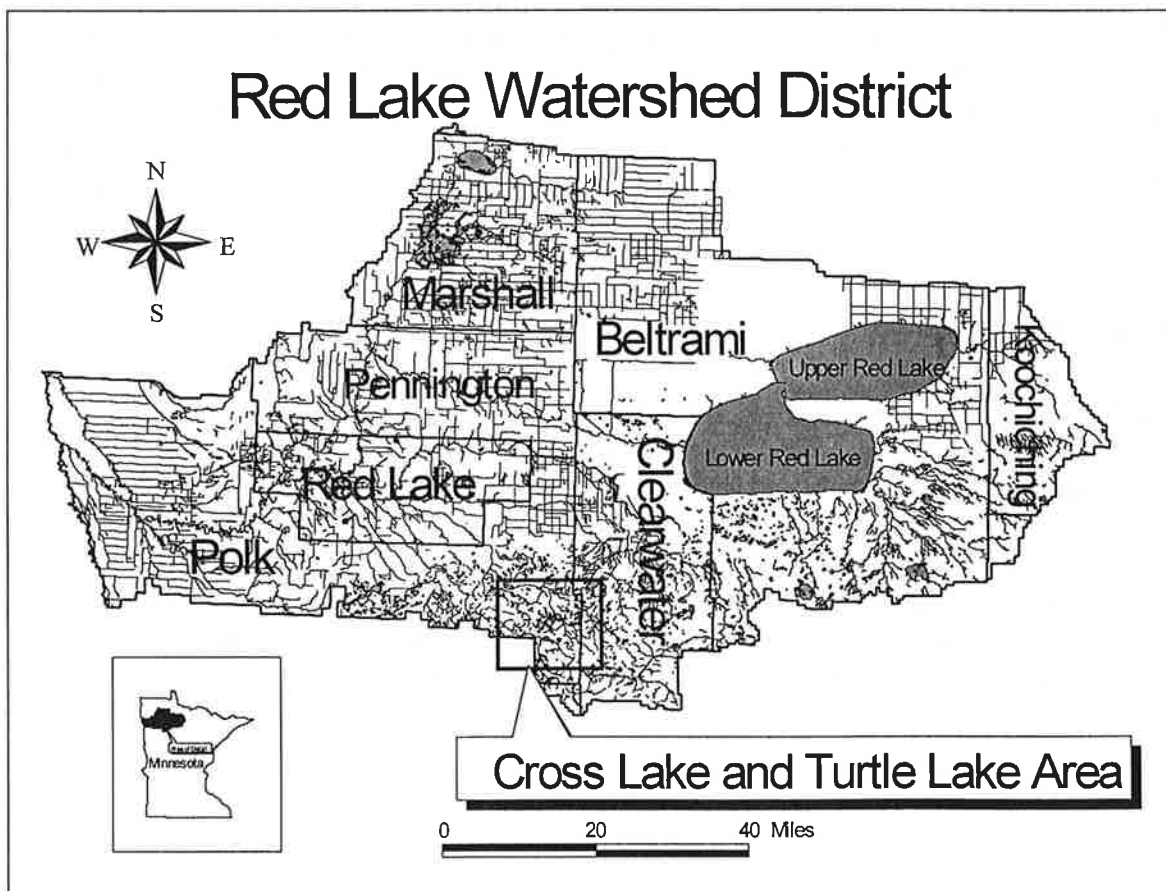 Red Lake Watershed District
N
W
E
S
Marshall
Beltrami
Upper Red Lake
Koochiching
Pennington
Lower Red Lake
Red Lake
Clearwater
Polk
Minnesota
Cross Lake and Turtle Lake Area
0 20 40 Miles